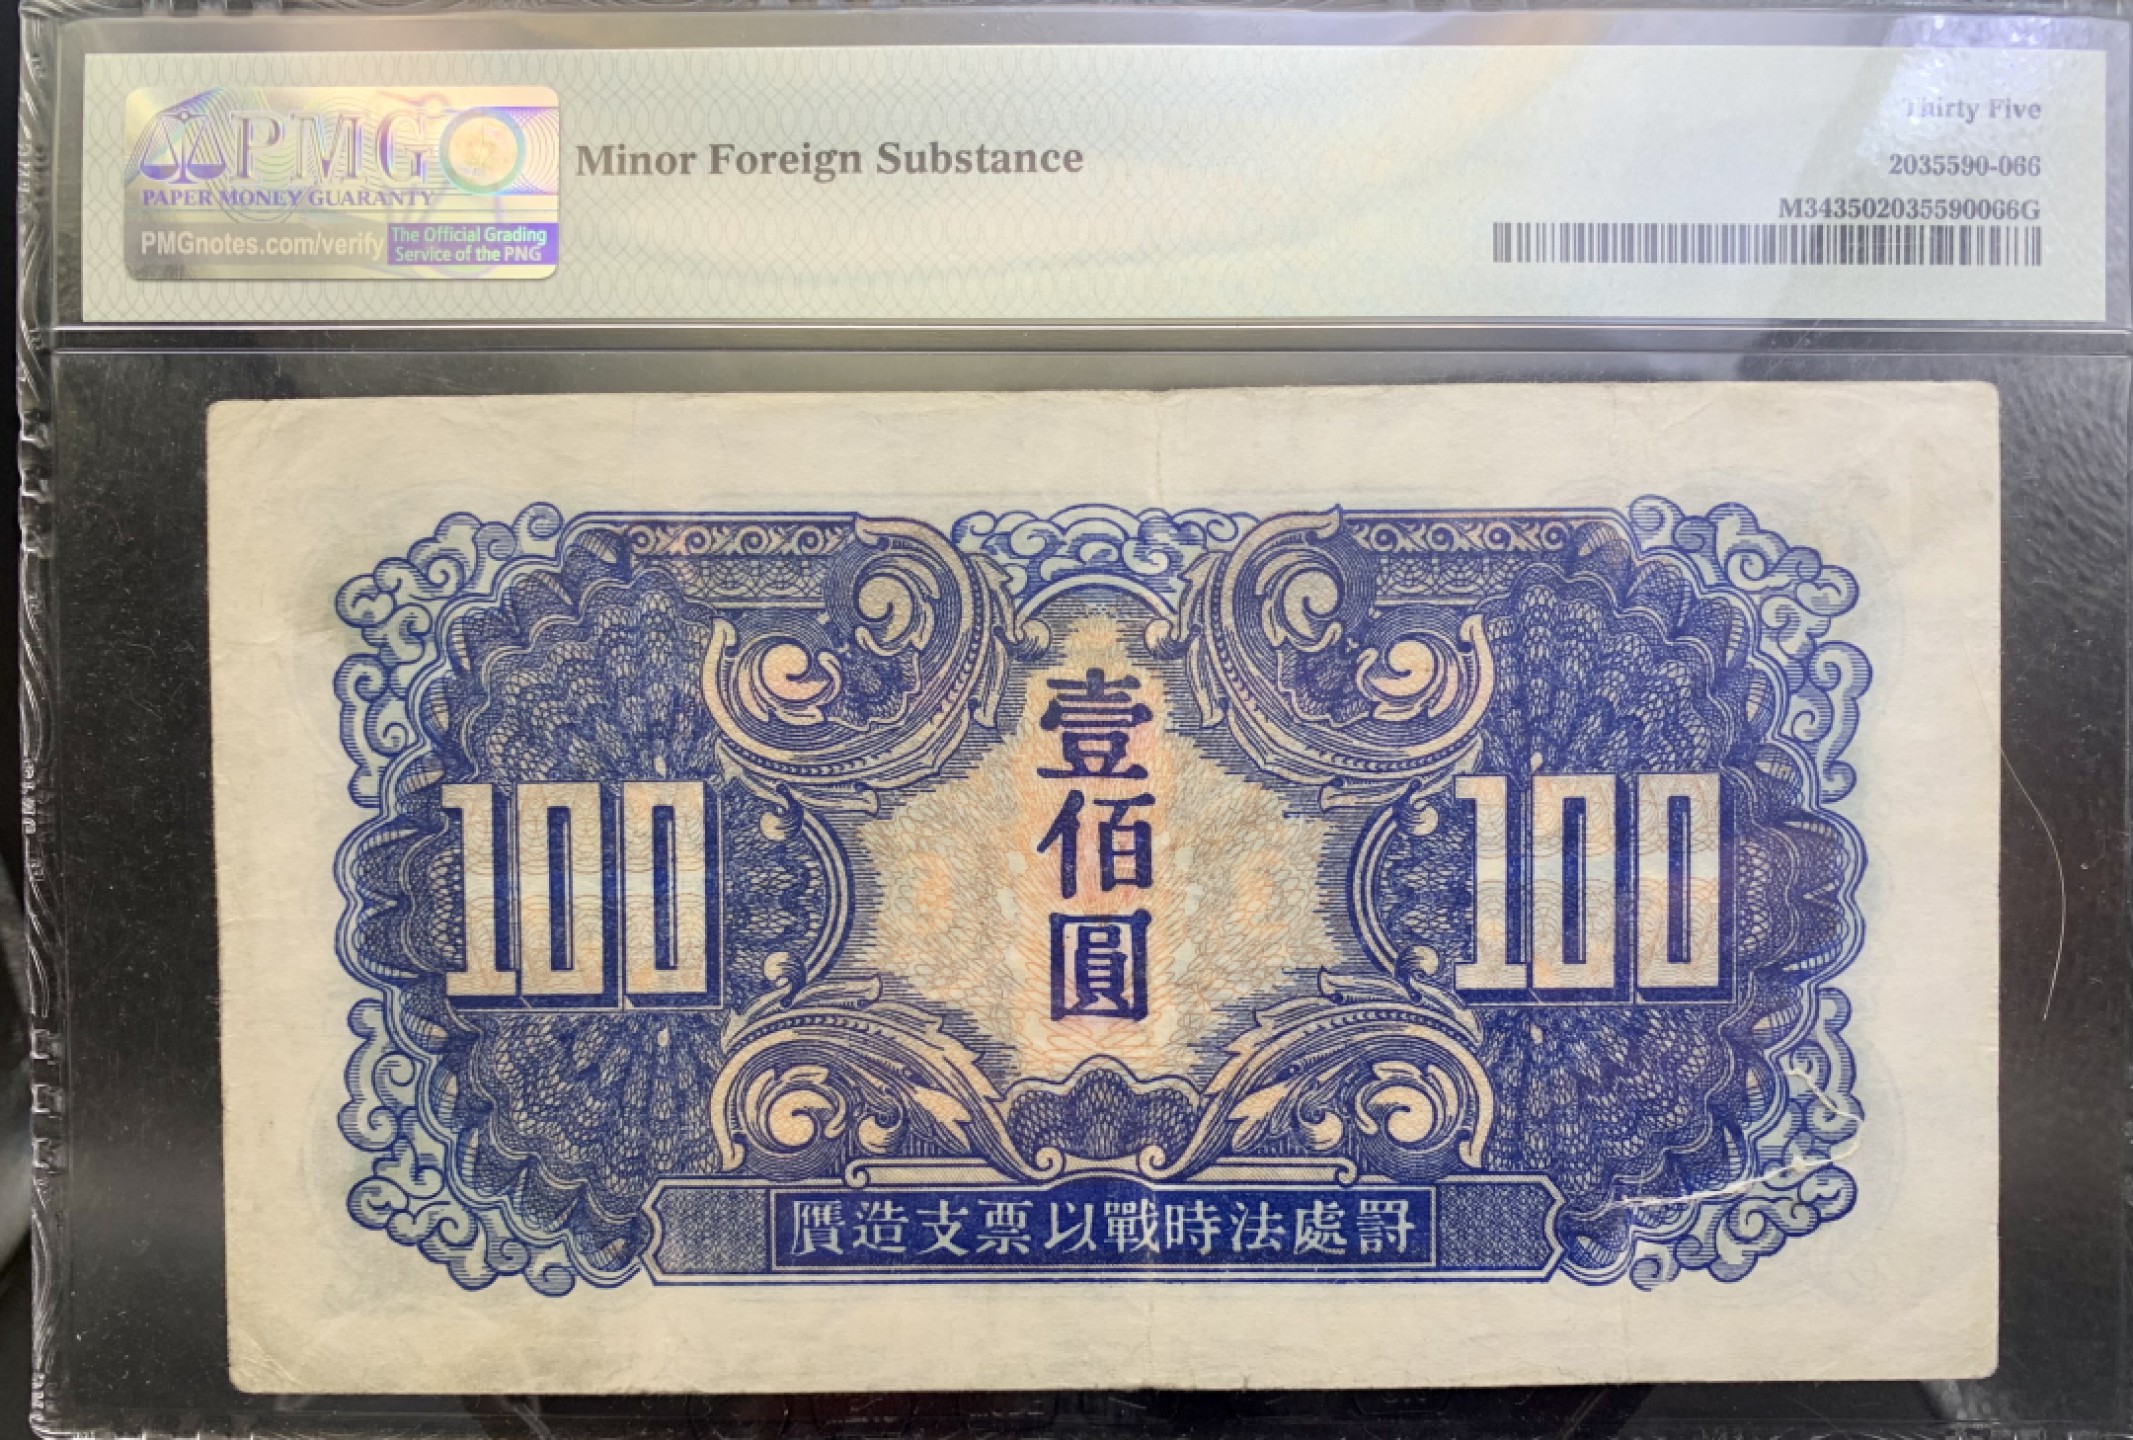 PMG
PAPER MONEY GUARANTY
PMGnotes.com/verify
The Official Grading
Service of the PNG
Minor Foreign Substance
Thirty Five
2035590-066
M343502035590066G
壹佰圓
100
100
贋造支票以戰時法處罸